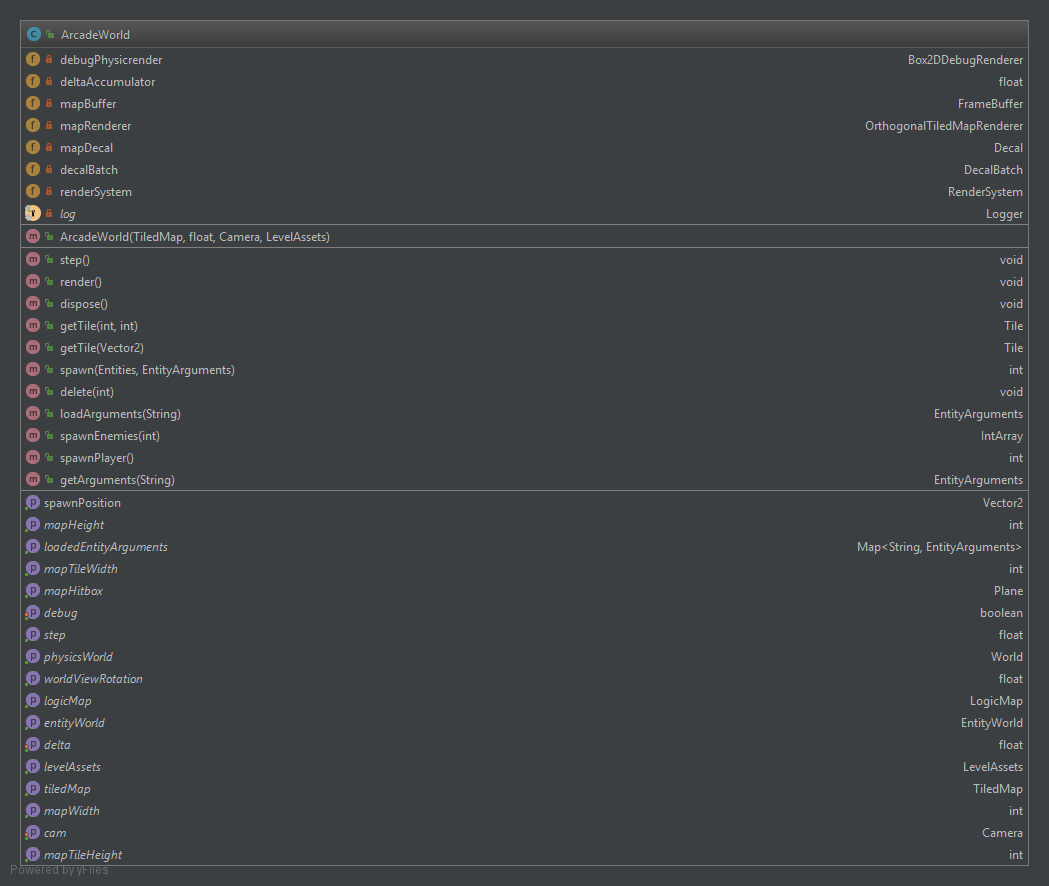 C ArcadeWorld
f debugPhysicrender Box2DDebugRenderer
f deltaAccumulator float
f mapBuffer FrameBuffer
f mapRenderer OrthogonalTiledMapRenderer
f mapDecal Decal
f decalBatch DecalBatch
f renderSystem RenderSystem
f log Logger
m ArcadeWorld(TiledMap, float, Camera, LevelAssets)
m step() void
m render() void
m dispose() void
m getTile(int, int) Tile
m getTile(Vector2) Tile
m spawn(Entities, EntityArguments) int
m delete(int) void
m loadArguments(String) EntityArguments
m spawnEnemies(int) IntArray
m spawnPlayer() int
m getArguments(String) EntityArguments
p spawnPosition Vector2
p mapHeight int
p loadedEntityArguments Map<String, EntityArguments>
p mapTileWidth int
p mapHitbox Plane
p debug boolean
p step float
p physicsWorld World
p worldViewRotation float
p logicMap LogicMap
p entityWorld EntityWorld
p delta float
p levelAssets LevelAssets
p tiledMap TiledMap
p mapWidth int
p cam Camera
p mapTileHeight int
Powered by yFiles